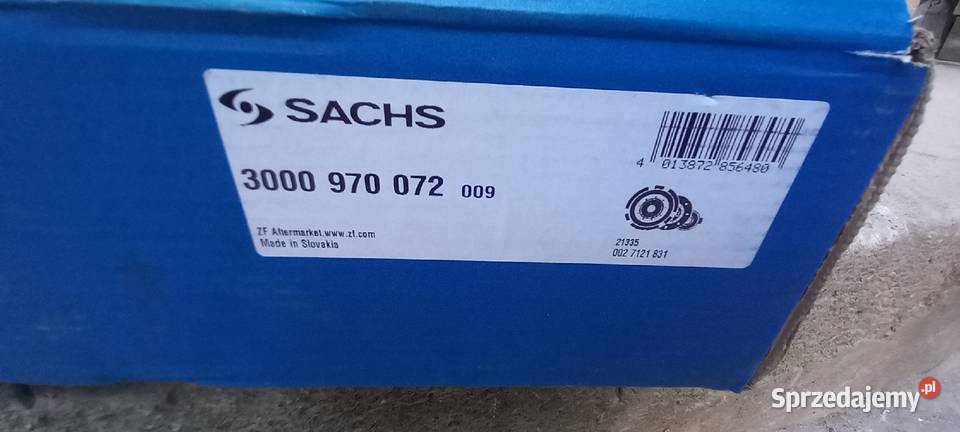 SACHS
4 013872 856480
3000 970 072 009
ZF Aftermarket.www.zf.com
Made in Slovakia
21335
002 7121 831
Sprzedajemy.pl